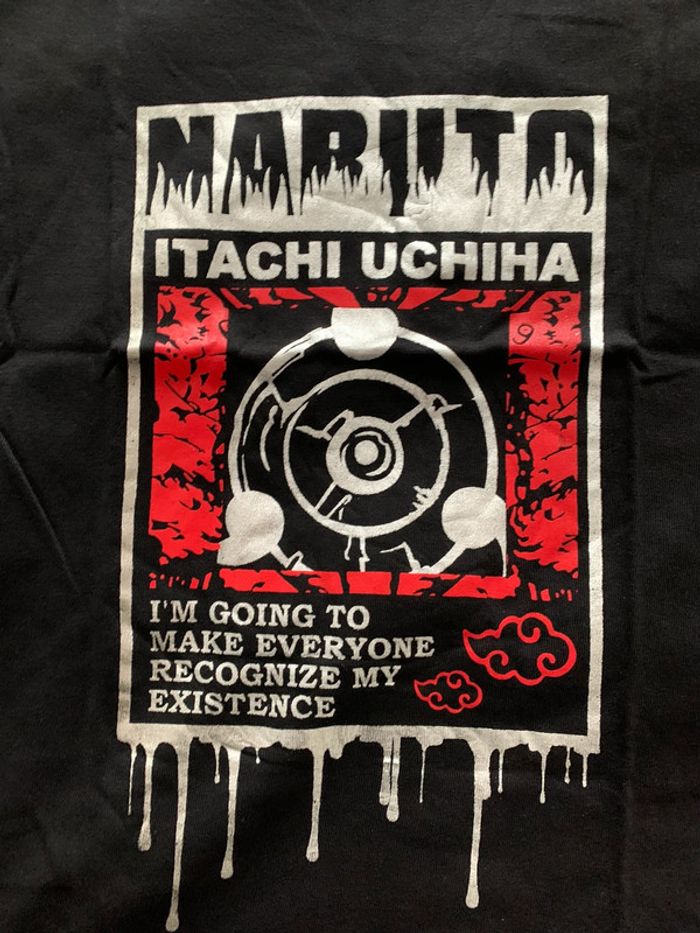 NARUTO
ITACHI UCHIHA
I'M GOING TO
MAKE EVERYONE
RECOGNIZE MY
EXISTENCE